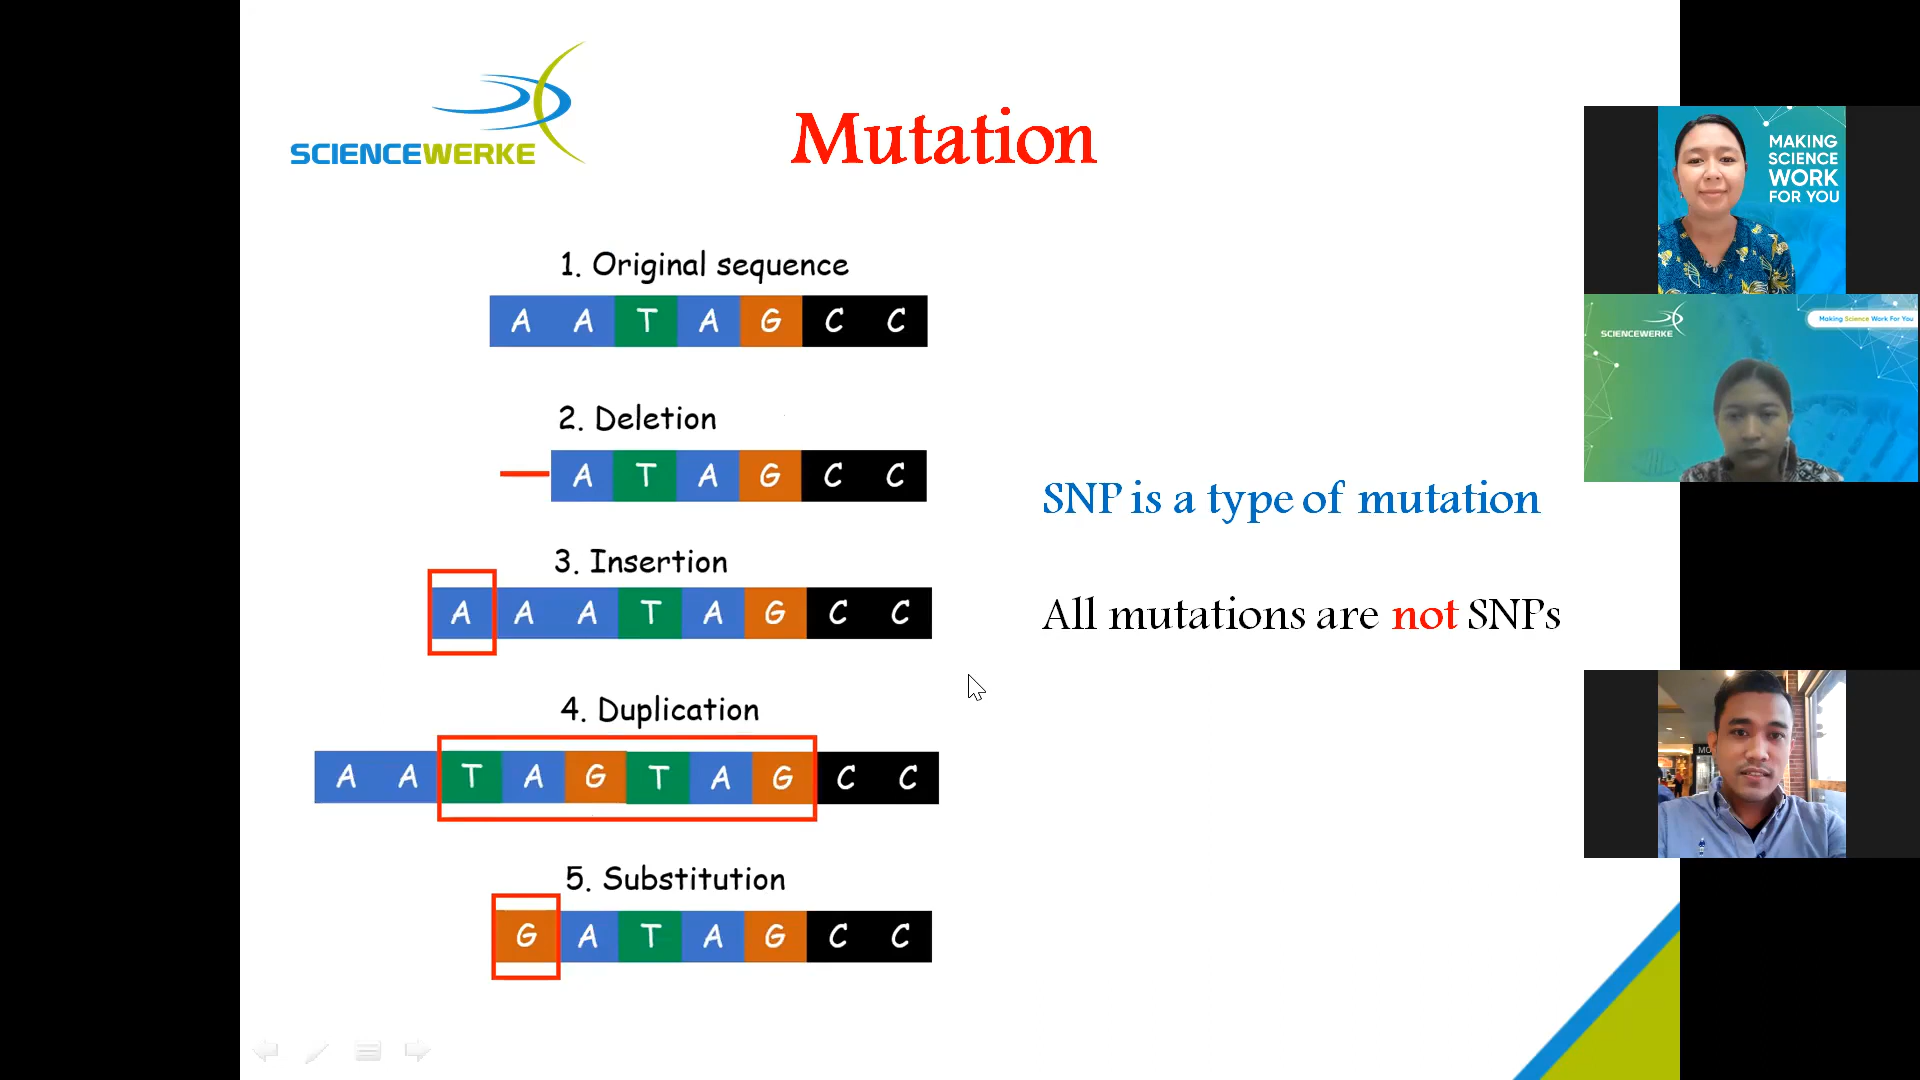 SCIENCEWERKE
Mutation
1. Original sequence
A A T A G C C
2. Deletion
A T A G C C
3. Insertion
A A A T A G C C
4. Duplication
A A T A G T A G C C
5. Substitution
G A T A G C C
SNP is a type of mutation
All mutations are not SNPs
MAKING
SCIENCE
WORK
FOR YOU
SCIENCEWERKE
Making Science Work For You